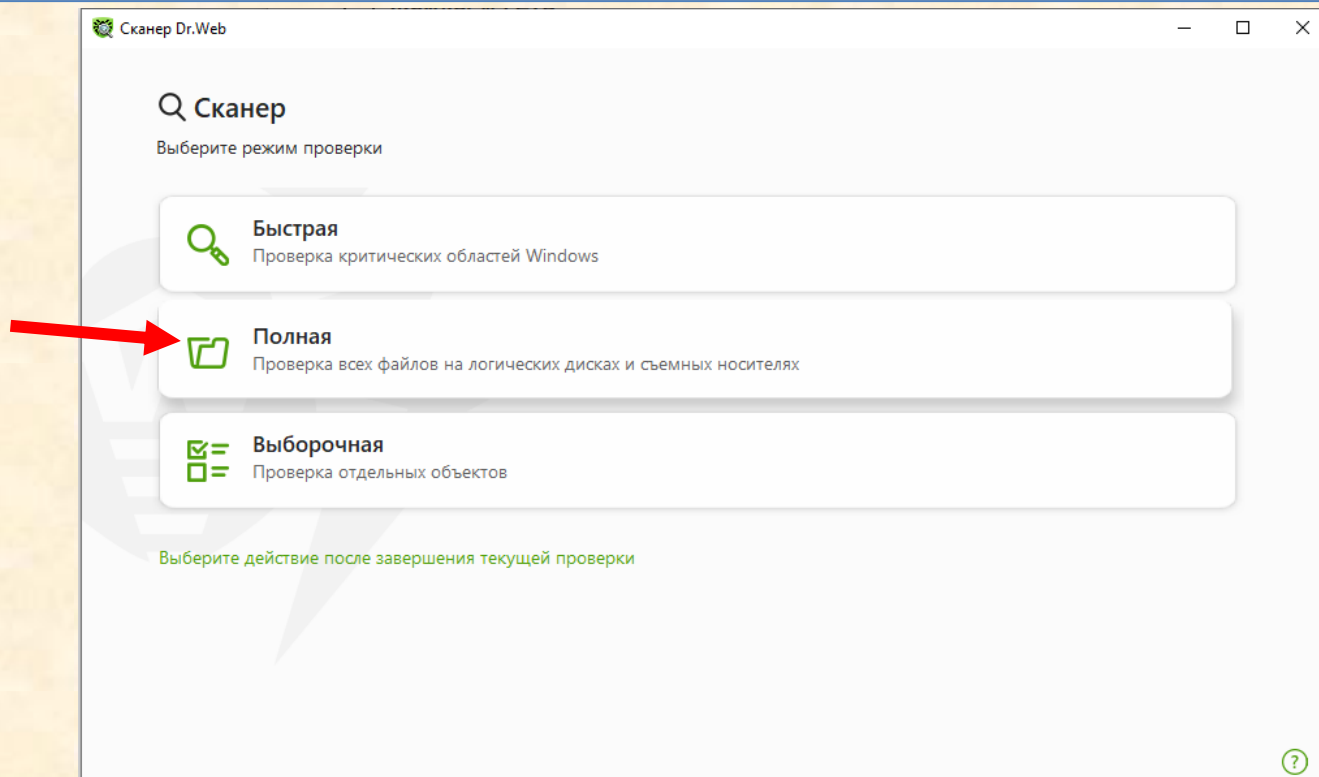 Сканер Dr.Web
Сканер
Выберите режим проверки
Быстрая
Проверка критических областей Windows
Полная
Проверка всех файлов на логических дисках и съемных носителях
Выборочная
Проверка отдельных объектов
Выберите действие после завершения текущей проверки
?